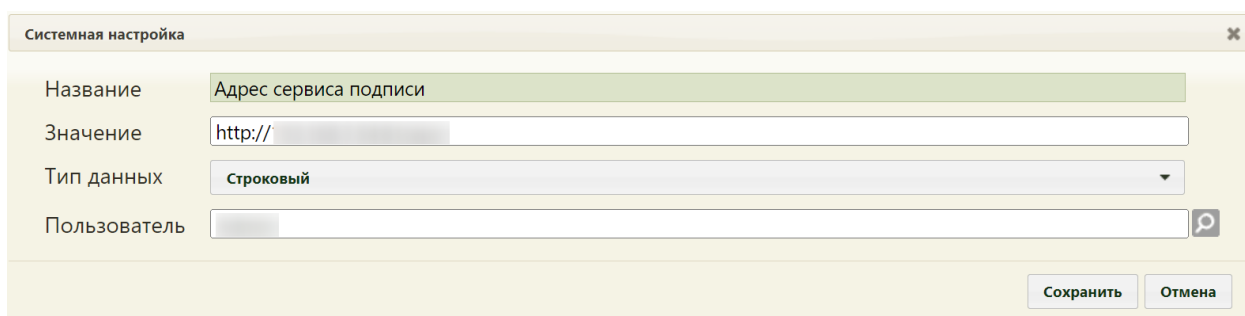 Системная настройка
Название Адрес сервиса подписи
Значение http://
Тип данных Строковый
Пользователь
Сохранить Отмена